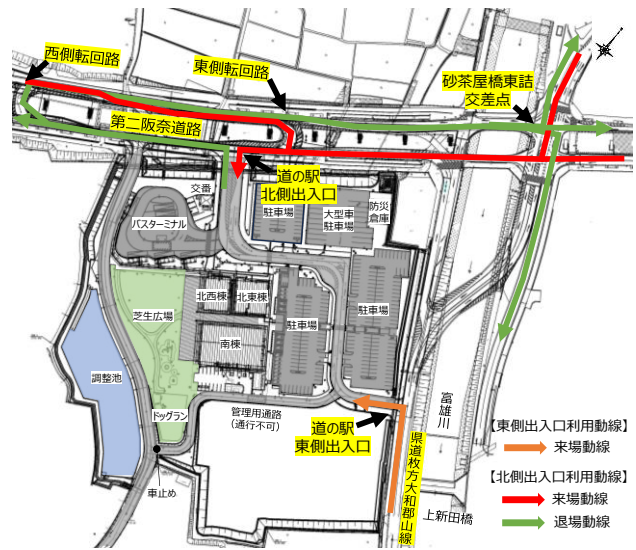 西側転回路
東側転回路
砂茶屋橋東詰
交差点
第二阪奈道路
道の駅
北側出入口
交番
バスターミナル
駐車場
大型車
駐車場
防災
倉庫
北西棟
北東棟
芝生広場
南棟
駐車場
駐車場
調整池
ドッグラン
管理用通路
(通行不可)
道の駅
東側出入口
車止め
県道枚方大和郡山線
富雄川
上新田橋
【東側出入口利用動線】
来場動線
【北側出入口利用動線】
来場動線
退場動線